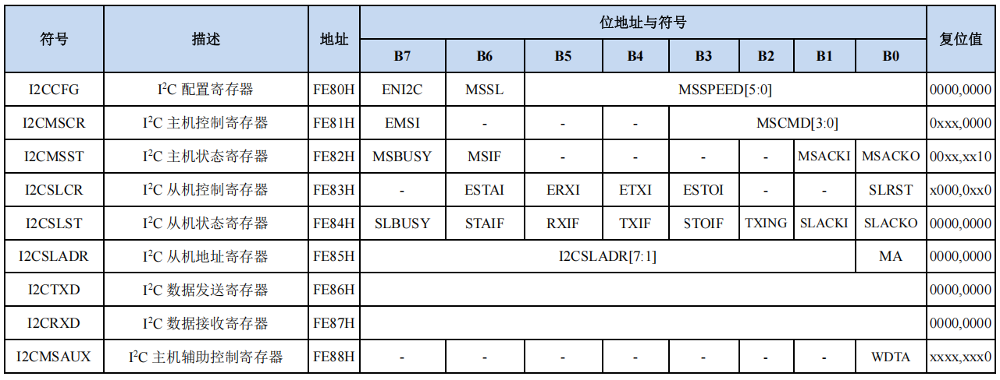 符号 描述 地址 位地址与符号 复位值
B7 B6 B5 B4 B3 B2 B1 B0
I2CCFG I²C 配置寄存器 FE80H ENI2C MSSL MSSPEED[5:0] 0000,0000
I2CMSCR I²C 主机控制寄存器 FE81H EMSI - - - MSCMD[3:0] 0xxx,0000
I2CMSST I²C 主机状态寄存器 FE82H MSBUSY MSIF - - - - MSACKI MSACKO 00xx,xx10
I2CSLCR I²C 从机控制寄存器 FE83H - ESTAI ERXI ETXI ESTOI - - SLRST x000,0xx0
I2CSLST I²C 从机状态寄存器 FE84H SLBUSY STAIF RXIF TXIF STOIF TXING SLACKI SLACKO 0000,0000
I2CSLADR I²C 从机地址寄存器 FE85H I2CSLADR[7:1] MA 0000,0000
I2CTXD I²C 数据发送寄存器 FE86H 0000,0000
I2CRXD I²C 数据接收寄存器 FE87H 0000,0000
I2CMSAUX I²C 主机辅助控制寄存器 FE88H - - - - - - - WDTA xxxx,xxx0